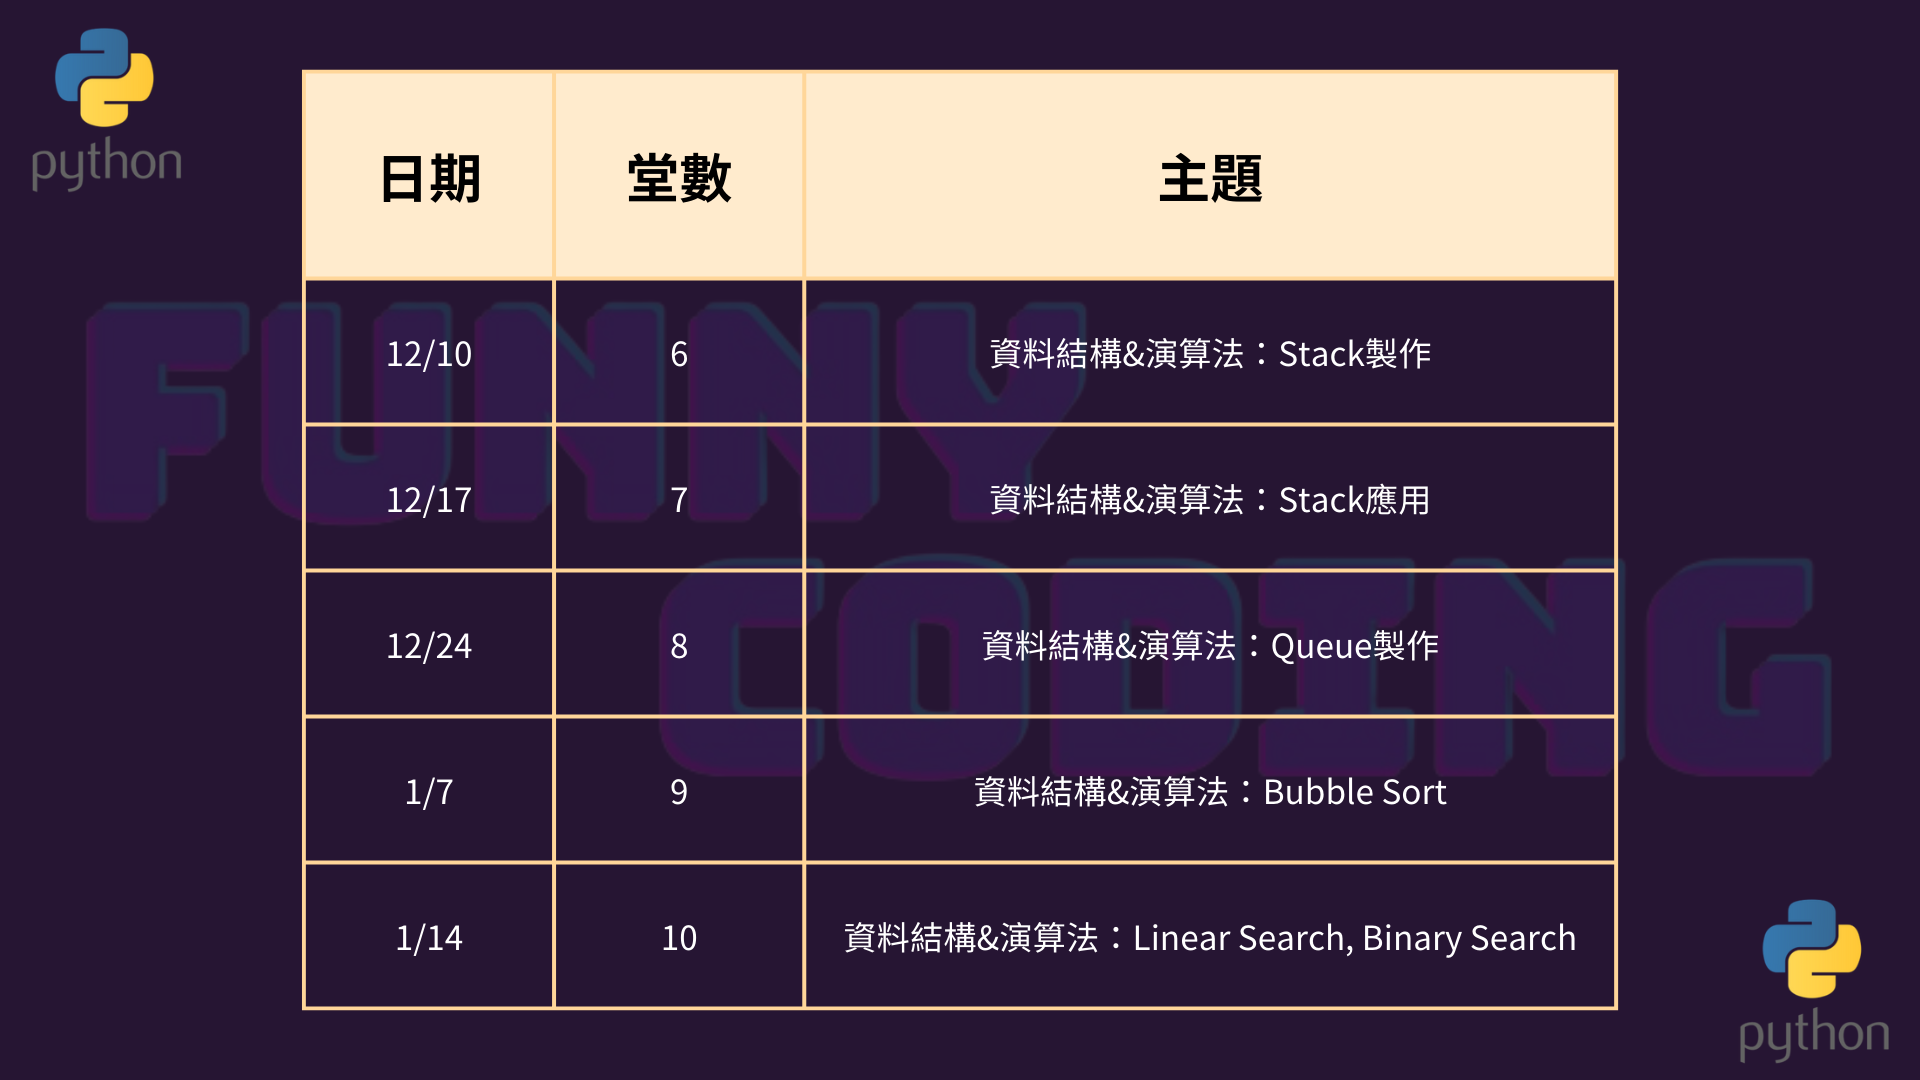 python
日期 堂數 主題
12/10 6 資料結構&演算法：Stack製作
12/17 7 資料結構&演算法：Stack應用
12/24 8 資料結構&演算法：Queue製作
1/7 9 資料結構&演算法：Bubble Sort
1/14 10 資料結構&演算法：Linear Search, Binary Search
FUNNY
CODING
python